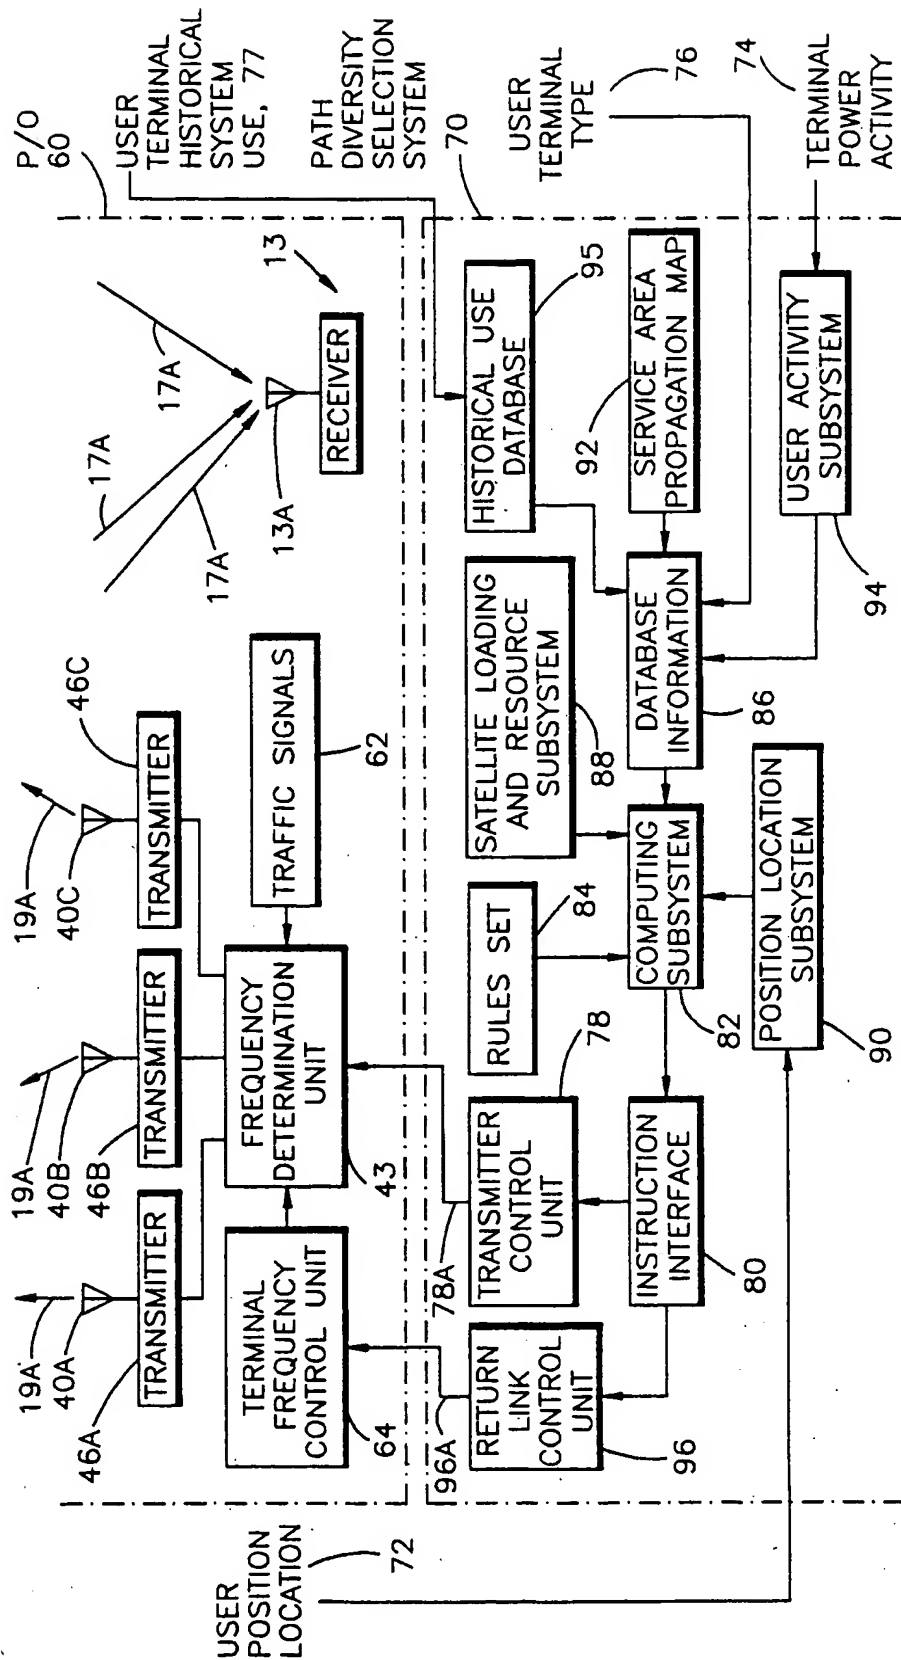 P/O
60
USER
TERMINAL
HISTORICAL
SYSTEM
USE, 77
PATH
DIVERSITY
SELECTION
SYSTEM
70
USER
TERMINAL
TYPE
76
74
TERMINAL
POWER
ACTIVITY
19A
40A
46A
TRANSMITTER
19A
40B
46B
TRANSMITTER
19A
40C
46C
TRANSMITTER
17A
17A
17A
13
13A
RECEIVER
TERMINAL
FREQUENCY
CONTROL UNIT
64
FREQUENCY
DETERMINATION
UNIT
43
TRAFFIC SIGNALS
62
96A
RETURN
LINK
CONTROL
UNIT
96
78A
TRANSMITTER
CONTROL
UNIT
78
RULES SET
84
SATELLITE LOADING
AND RESOURCE
SUBSYSTEM
88
HISTORICAL USE
DATABASE
95
INSTRUCTION
INTERFACE
80
COMPUTING
SUBSYSTEM
82
DATABASE
INFORMATION
86
92
SERVICE AREA
PROPAGATION MAP
POSITION LOCATION
SUBSYSTEM
90
USER ACTIVITY
SUBSYSTEM
94
USER
POSITION
LOCATION
72